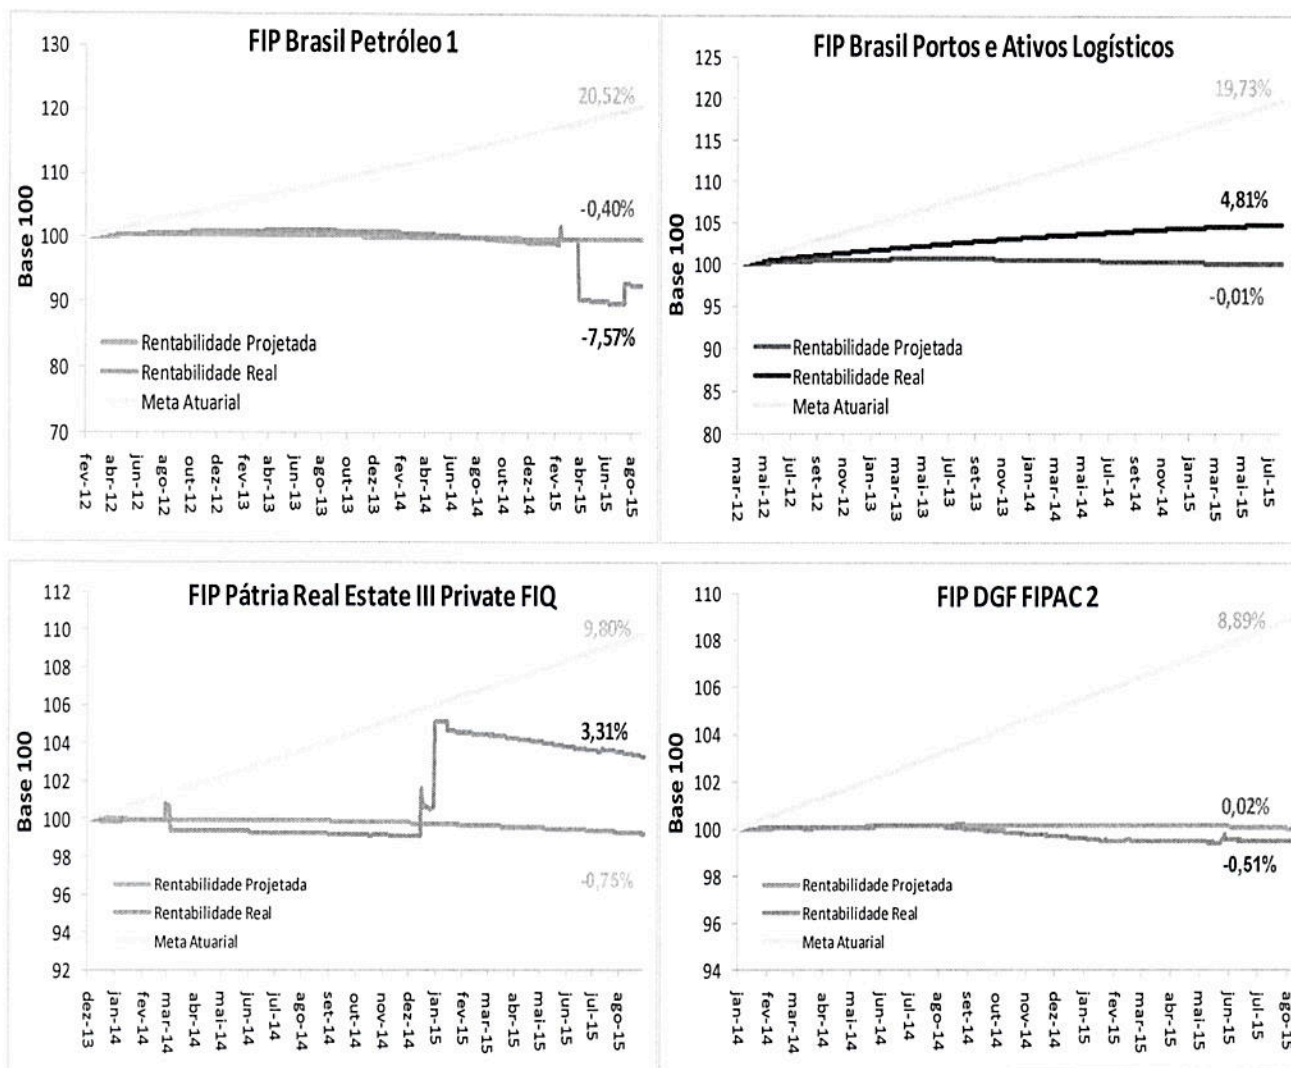 FIP Brasil Petróleo 1
130
120
110
100
90
80
70
Base 100
20,52%
-0,40%
-7,57%
Rentabilidade Projetada
Rentabilidade Real
Meta Atuarial
fev-12
abr-12
jun-12
ago-12
out-12
dez-12
fev-13
abr-13
jun-13
ago-13
out-13
dez-13
fev-14
abr-14
jun-14
ago-14
out-14
dez-14
fev-15
abr-15
jun-15
ago-15
FIP Brasil Portos e Ativos Logísticos
125
120
115
110
105
100
95
90
85
80
Base 100
19,73%
4,81%
-0,01%
Rentabilidade Projetada
Rentabilidade Real
Meta Atuarial
mar-12
mai-12
jul-12
set-12
nov-12
jan-13
mar-13
mai-13
jul-13
set-13
nov-13
jan-14
mar-14
mai-14
jul-14
set-14
nov-14
jan-15
mar-15
mai-15
jul-15
FIP Pátria Real Estate III Private FIQ
112
110
108
106
104
102
100
98
96
94
92
Base 100
9,80%
3,31%
-0,75%
Rentabilidade Projetada
Rentabilidade Real
Meta Atuarial
dez-13
jan-14
fev-14
mar-14
abr-14
mai-14
jun-14
jul-14
ago-14
set-14
out-14
nov-14
dez-14
jan-15
fev-15
mar-15
abr-15
mai-15
jun-15
jul-15
ago-15
FIP DGF FIPAC 2
110
108
106
104
102
100
98
96
94
Base 100
8,89%
0,02%
-0,51%
Rentabilidade Projetada
Rentabilidade Real
Meta Atuarial
jan-14
fev-14
mar-14
abr-14
mai-14
jun-14
jul-14
ago-14
set-14
out-14
nov-14
dez-14
jan-15
fev-15
mar-15
abr-15
mai-15
jun-15
jul-15
ago-15